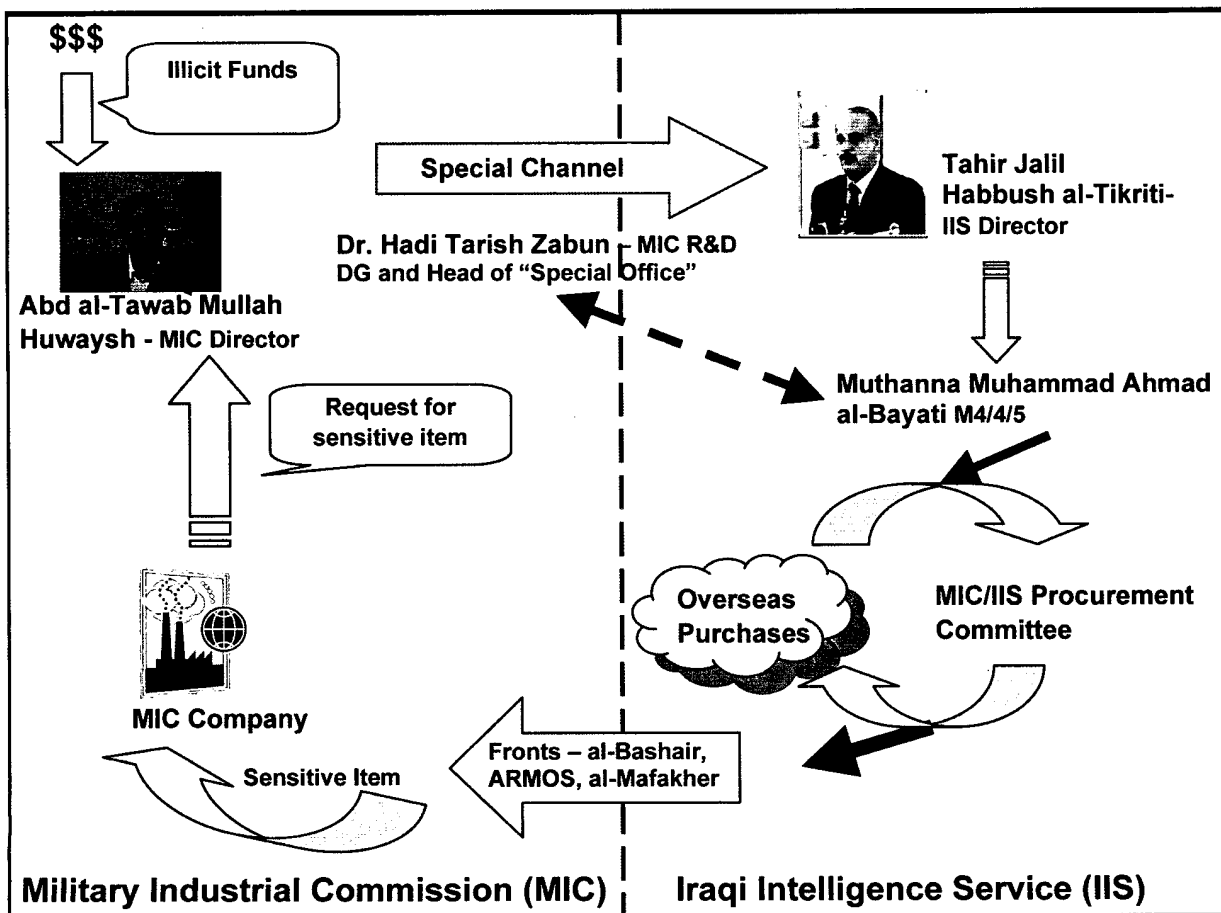 $$$
Illicit Funds
Abd al-Tawab Mullah
Huwaysh - MIC Director
Special Channel
Dr. Hadi Tarish Zabun – MIC R&D
DG and Head of “Special Office”
Tahir Jalil
Habbush al-Tikriti-
IIS Director
Request for
sensitive item
Muthanna Muhammad Ahmad
al-Bayati M4/4/5
Overseas
Purchases
MIC/IIS Procurement
Committee
MIC Company
Fronts – al-Bashair,
ARMOS, al-Mafakher
Sensitive Item
Military Industrial Commission (MIC)
Iraqi Intelligence Service (IIS)